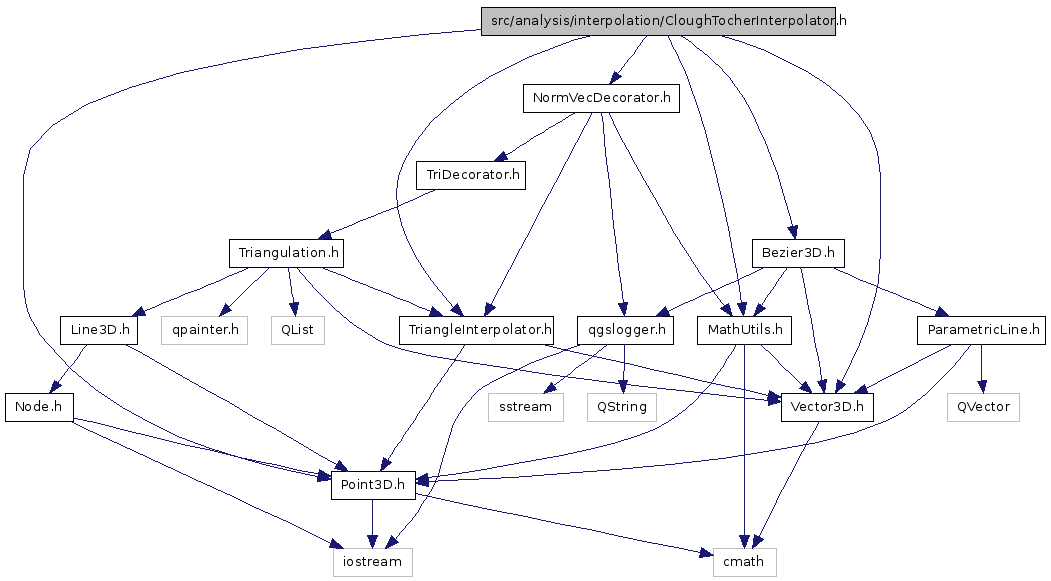 src/analysis/interpolation/CloughTocherInterpolator.h
NormVecDecorator.h
TriDecorator.h
Triangulation.h
Bezier3D.h
Line3D.h
qpainter.h
QList
TriangleInterpolator.h
qgslogger.h
MathUtils.h
ParametricLine.h
Node.h
sstream
QString
Vector3D.h
QVector
Point3D.h
iostream
cmath